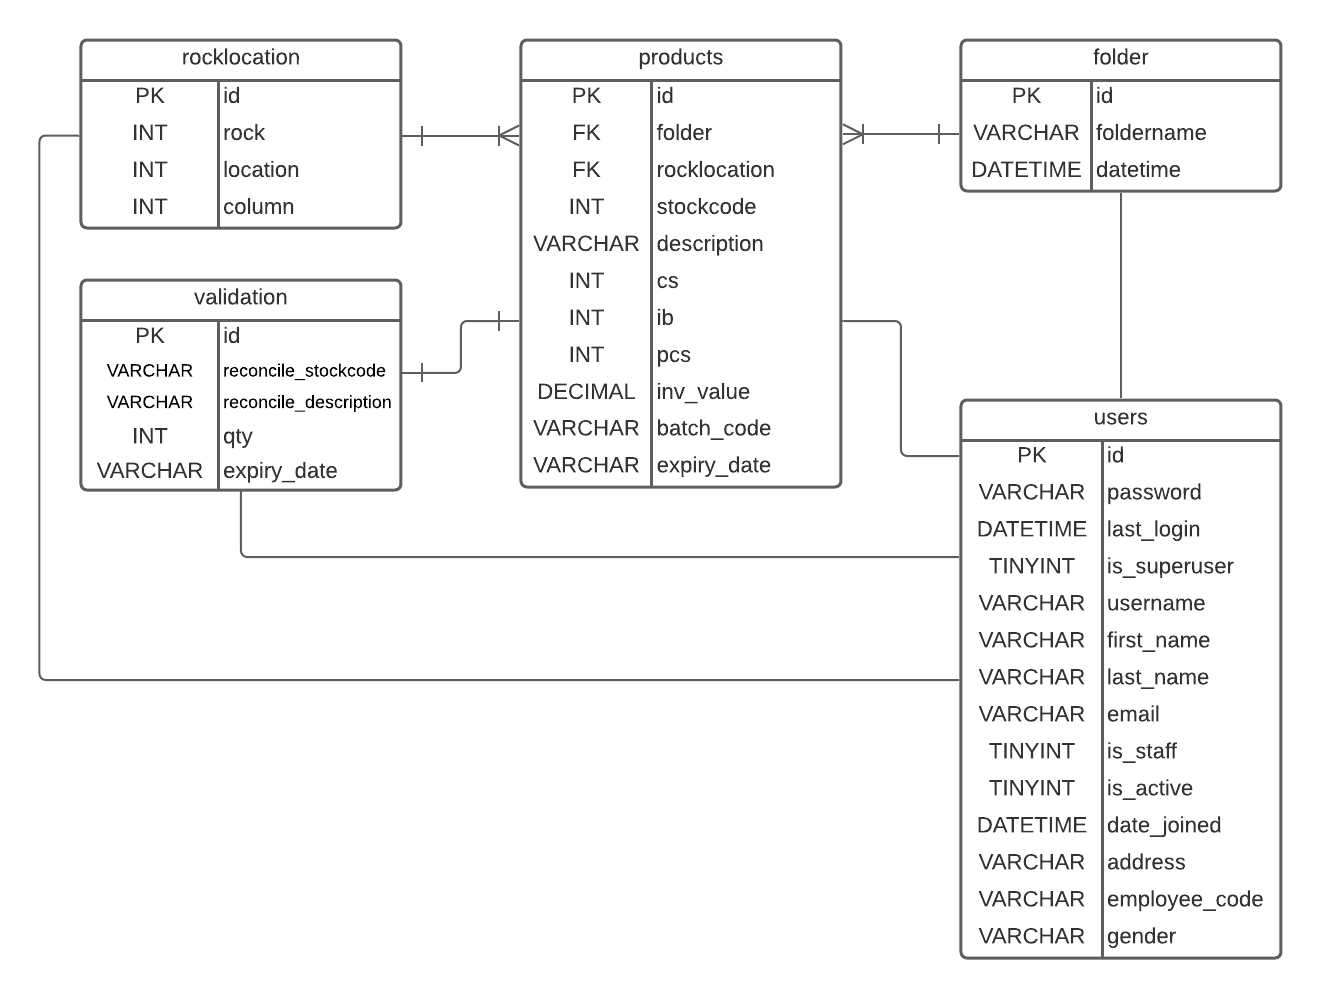 rocklocation
PK id
INT rock
INT location
INT column
products
PK id
FK folder
FK rocklocation
INT stockcode
VARCHAR description
INT cs
INT ib
INT pcs
DECIMAL inv_value
VARCHAR batch_code
VARCHAR expiry_date
folder
PK id
VARCHAR foldername
DATETIME datetime
validation
PK id
VARCHAR reconcile_stockcode
VARCHAR reconcile_description
INT qty
VARCHAR expiry_date
users
PK id
VARCHAR password
DATETIME last_login
TINYINT is_superuser
VARCHAR username
VARCHAR first_name
VARCHAR last_name
VARCHAR email
TINYINT is_staff
TINYINT is_active
DATETIME date_joined
VARCHAR address
VARCHAR employee_code
VARCHAR gender